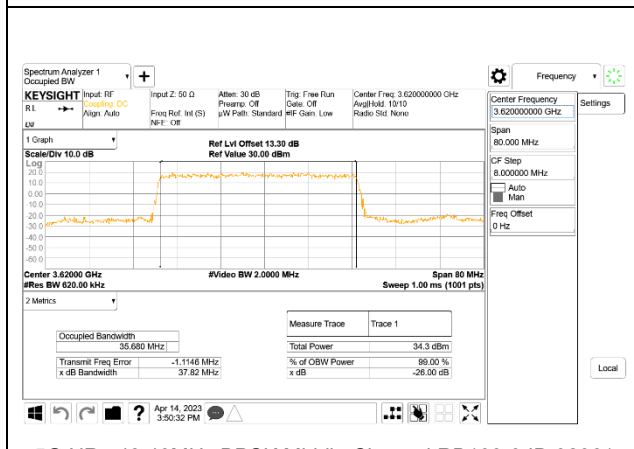 Spectrum Analyzer 1
Occupied BW
+
Frequency
KEYSIGHT
RL
Input: RF
Coupling: DC
Align: Auto
Input Z: 50 Ω
Freq Ref: Int (S)
NFE: Off
Atten: 30 dB
Preamp: Off
µW Path: Standard
Trig: Free Run
Gate: Off
#IF Gain: Low
Center Freq: 3.620000000 GHz
Avg|Hold: 10/10
Radio Std: None
Center Frequency
3.620000000 GHz
Settings
Span
80.000 MHz
CF Step
8.000000 MHz
Auto
Man
Freq Offset
0 Hz
Local
1 Graph
Scale/Div 10.0 dB
Ref Lvl Offset 13.30 dB
Ref Value 30.00 dBm
Log
20.0
10.0
0.00
-10.0
-20.0
-30.0
-40.0
-50.0
-60.0
Center 3.62000 GHz
#Res BW 620.00 kHz
#Video BW 2.0000 MHz
Span 80 MHz
Sweep 1.00 ms (1001 pts)
2 Metrics
Occupied Bandwidth
35.680 MHz
Transmit Freq Error -1.1146 MHz
x dB Bandwidth 37.82 MHz
Measure Trace Trace 1
Total Power 34.3 dBm
% of OBW Power 99.00 %
x dB -26.00 dB
?
Apr 14, 2023
3:50:32 PM